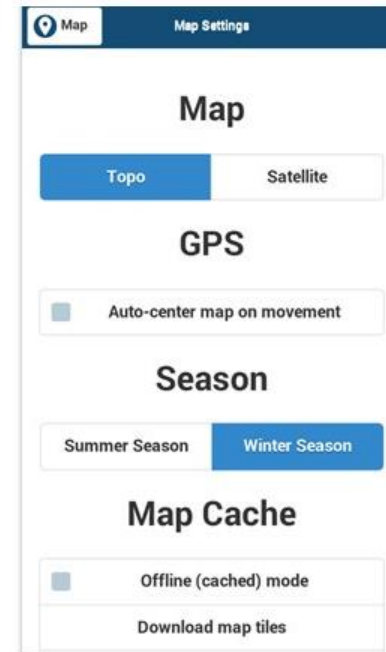 Map Map Settings
Map
Topo Satellite
GPS
Auto-center map on movement
Season
Summer Season Winter Season
Map Cache
Offline (cached) mode
Download map tiles